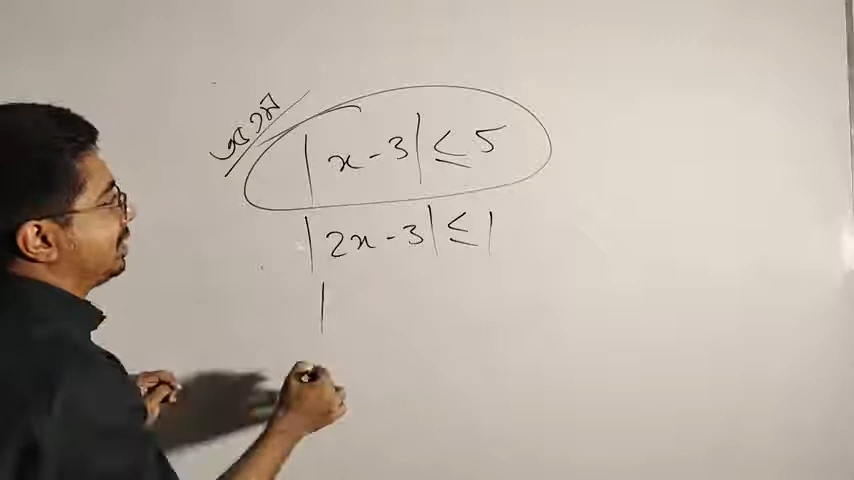 |x-3| ≤ 5
|2x-3| ≤ 1
|